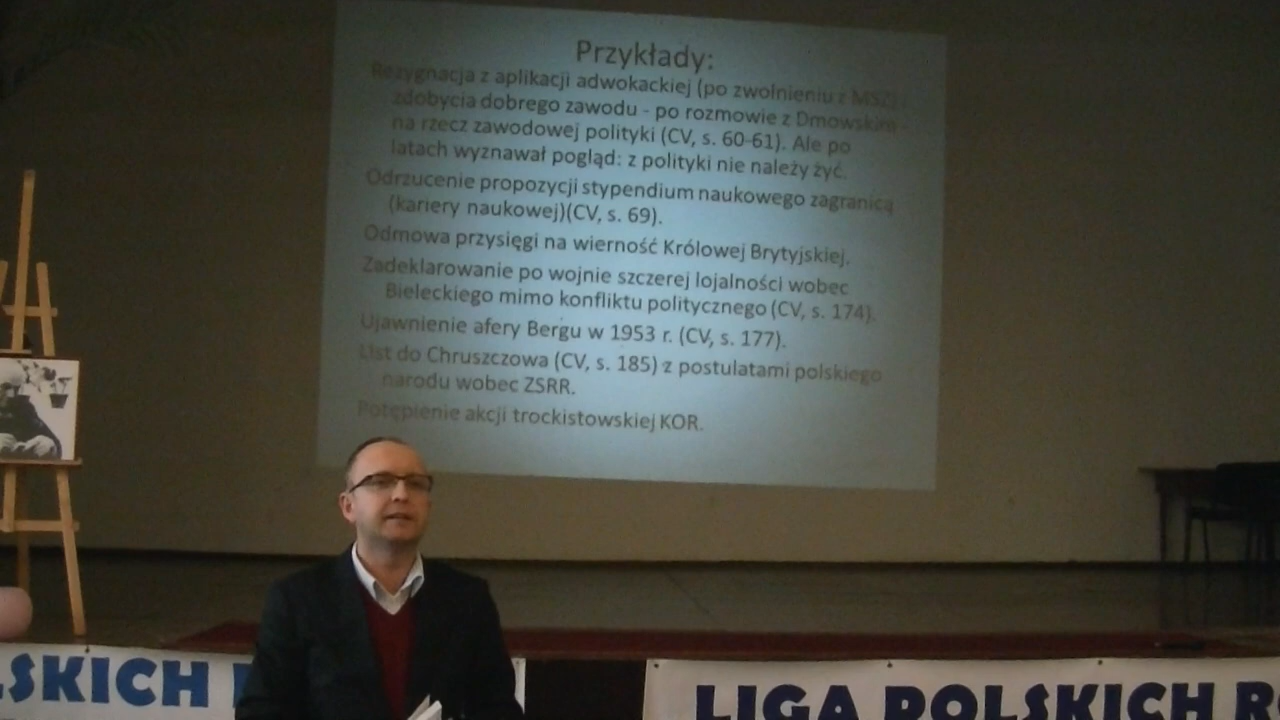 Przykłady:
Rezygnacja z aplikacji adwokackiej (po zwolnieniu z MSZ) i
zdobycia dobrego zawodu - po rozmowie z Dmowskim -
na rzecz zawodowej polityki (CV, s. 60-61). Ale po
latach wyznawał pogląd: z polityki nie należy żyć.
Odrzucenie propozycji stypendium naukowego zagranicą
(kariery naukowej)(CV, s. 69).
Odmowa przysięgi na wierność Królowej Brytyjskiej.
Zadeklarowanie po wojnie szczerej lojalności wobec
Bieleckiego mimo konfliktu politycznego (CV, s. 174).
Ujawnienie afery Bergu w 1953 r. (CV, s. 177).
List do Chruszczowa (CV, s. 185) z postulatami polskiego
narodu wobec ZSRR.
Potępienie akcji trockistowskiej KOR.
LSKICH R
LIGA POLSKICH RO